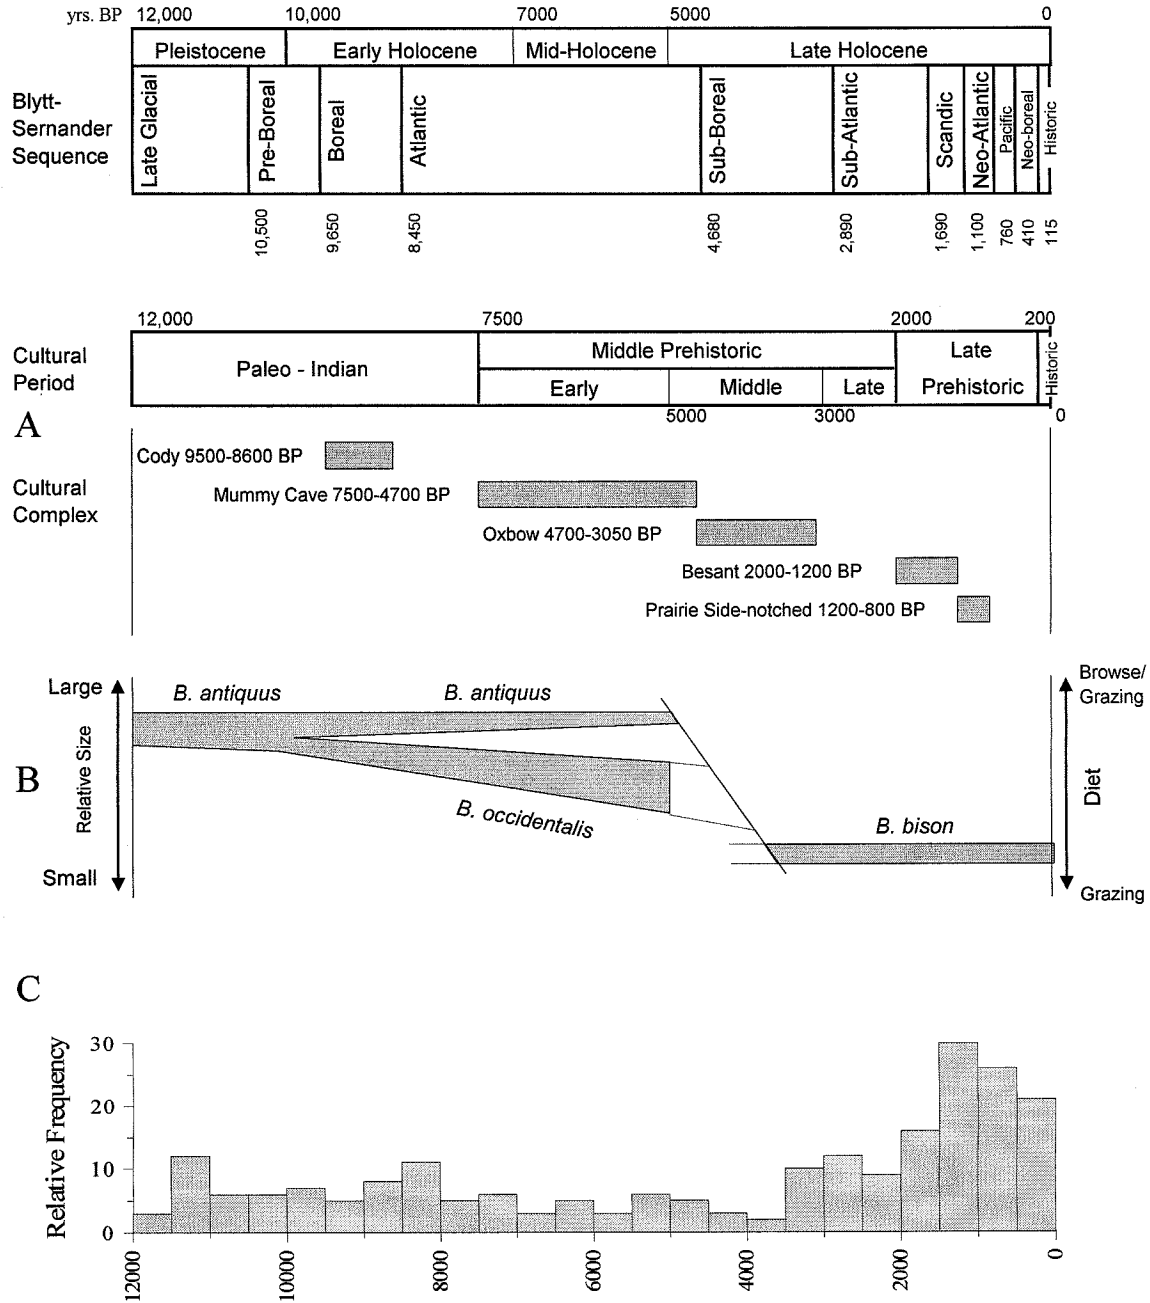 yrs. BP 12,000 10,000 7000 5000 0
Pleistocene Early Holocene Mid-Holocene Late Holocene
Blytt-
Sernander
Sequence
Late Glacial
Pre-Boreal
Boreal
Atlantic
Sub-Boreal
Sub-Atlantic
Scandic
Neo-Atlantic
Pacific
Neo-boreal
Historic
10,500 9,650 8,450 4,680 2,890 1,690 1,100 760 410 115
12,000 7500 2000 200
Cultural
Period
Paleo - Indian
Middle Prehistoric
Early Middle Late
Late
Prehistoric
Historic
5000 3000 0
A
Cultural
Complex
Cody 9500-8600 BP
Mummy Cave 7500-4700 BP
Oxbow 4700-3050 BP
Besant 2000-1200 BP
Prairie Side-notched 1200-800 BP
B
Large
Relative Size
Small
B. antiquus B. antiquus
B. occidentalis
B. bison
Browse/
Grazing
Diet
Grazing
C
Relative Frequency
30
20
10
0
12000 10000 8000 6000 4000 2000 0